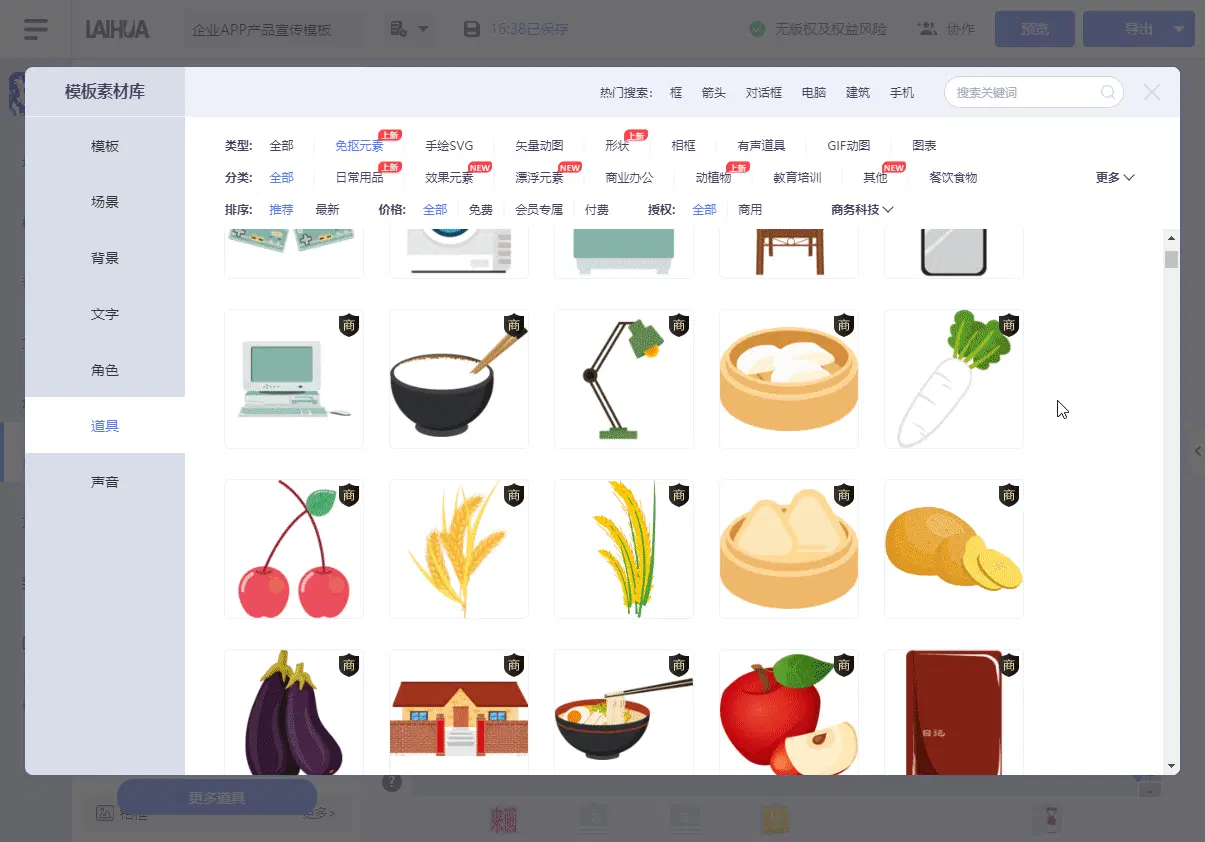 LAIHUA 企业APP产品宣传模板 16:38已保存 无版权及权益风险 协作 预览 导出
模板素材库 热门搜索： 框 箭头 对话框 电脑 建筑 手机 搜索关键词
模板
场景
背景
文字
角色
道具
声音
类型: 全部 免抠元素 上新 手绘SVG 矢量动图 形状 上新 相框 有声道具 GIF动图 图表
分类: 全部 日常用品 上新 效果元素 NEW 漂浮元素 NEW 商业办公 动植物 上新 教育培训 其他 NEW 餐饮食物 更多
排序: 推荐 最新 价格: 全部 免费 会员专属 付费 授权: 全部 商用 商务科技
商 商 商 商 商
商 商 商 商 商
商 商 商 商 商
日记
更多道具
相框 更多>
?